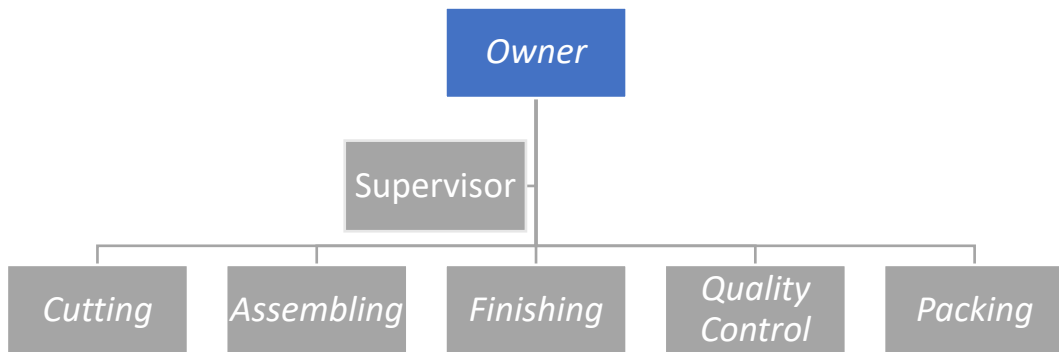 Owner
Supervisor
Cutting
Assembling
Finishing
Quality
Control
Packing